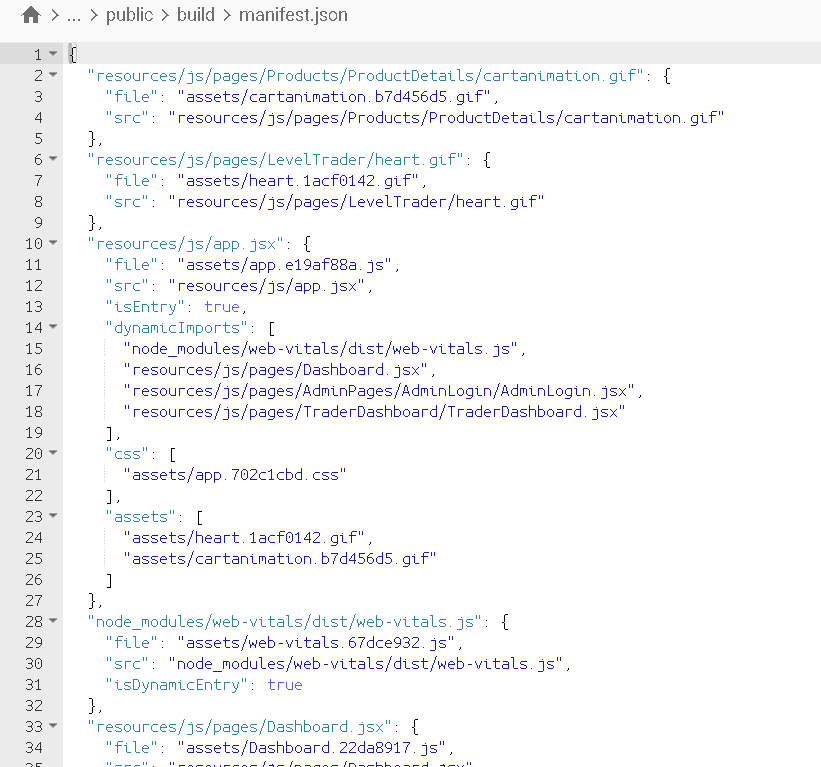 ... > public > build > manifest.json
1 {
2 "resources/js/pages/Products/ProductDetails/cartanimation.gif": {
3 "file": "assets/cartanimation.b7d456d5.gif",
4 "src": "resources/js/pages/Products/ProductDetails/cartanimation.gif"
5 },
6 "resources/js/pages/LevelTrader/heart.gif": {
7 "file": "assets/heart.1acf0142.gif",
8 "src": "resources/js/pages/LevelTrader/heart.gif"
9 },
10 "resources/js/app.jsx": {
11 "file": "assets/app.e19af88a.js",
12 "src": "resources/js/app.jsx",
13 "isEntry": true,
14 "dynamicImports": [
15 "node_modules/web-vitals/dist/web-vitals.js",
16 "resources/js/pages/Dashboard.jsx",
17 "resources/js/pages/AdminPages/AdminLogin/AdminLogin.jsx",
18 "resources/js/pages/TraderDashboard/TraderDashboard.jsx"
19 ],
20 "css": [
21 "assets/app.702c1cbd.css"
22 ],
23 "assets": [
24 "assets/heart.1acf0142.gif",
25 "assets/cartanimation.b7d456d5.gif"
26 ]
27 },
28 "node_modules/web-vitals/dist/web-vitals.js": {
29 "file": "assets/web-vitals.67dce932.js",
30 "src": "node_modules/web-vitals/dist/web-vitals.js",
31 "isDynamicEntry": true
32 },
33 "resources/js/pages/Dashboard.jsx": {
34 "file": "assets/Dashboard.22da8917.js",
35 "src": "resources/js/pages/Dashboard.jsx"